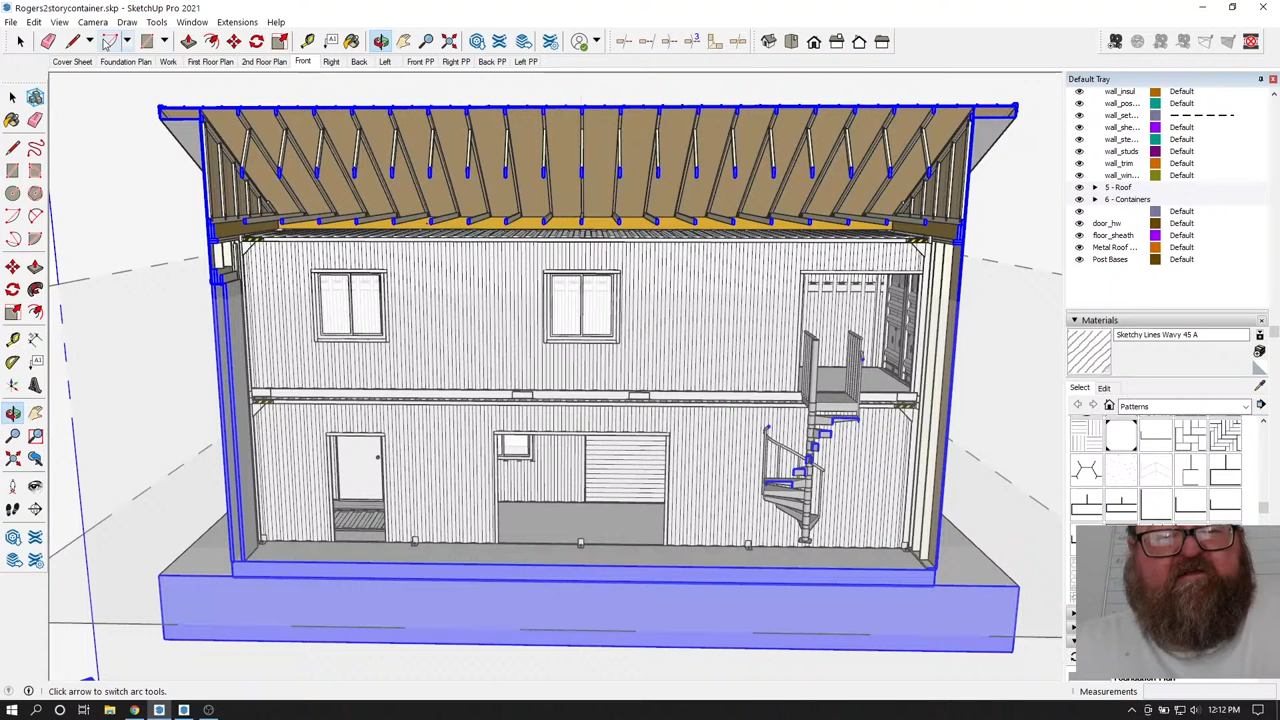 Rogers2storycontainer.skp - SketchUp Pro 2021
File Edit View Camera Draw Tools Window Extensions Help
Cover Sheet Foundation Plan Work First Floor Plan 2nd Floor Plan Front Right Back Left Front PP Right PP Back PP Left PP
Default Tray
wall_insul Default
wall_pos... Default
wall_set...
wall_she... Default
wall_ste... Default
wall_studs Default
wall_trim Default
wall_win... Default
5 - Roof
6 - Containers
Default
door_hw Default
floor_sheath Default
Metal Roof ... Default
Post Bases Default
Materials
Sketchy Lines Wavy 45 A
Select Edit
Patterns
Click arrow to switch arc tools.
Measurements
12:12 PM